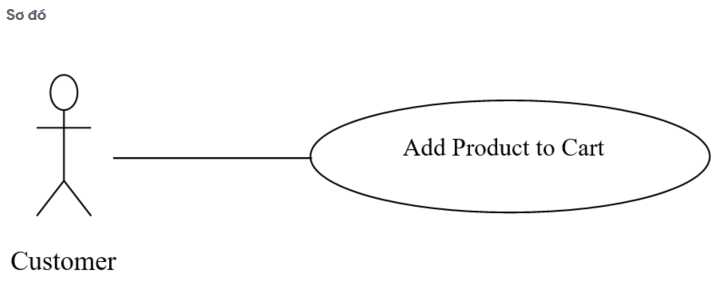 Sơ đồ
Add Product to Cart
Customer